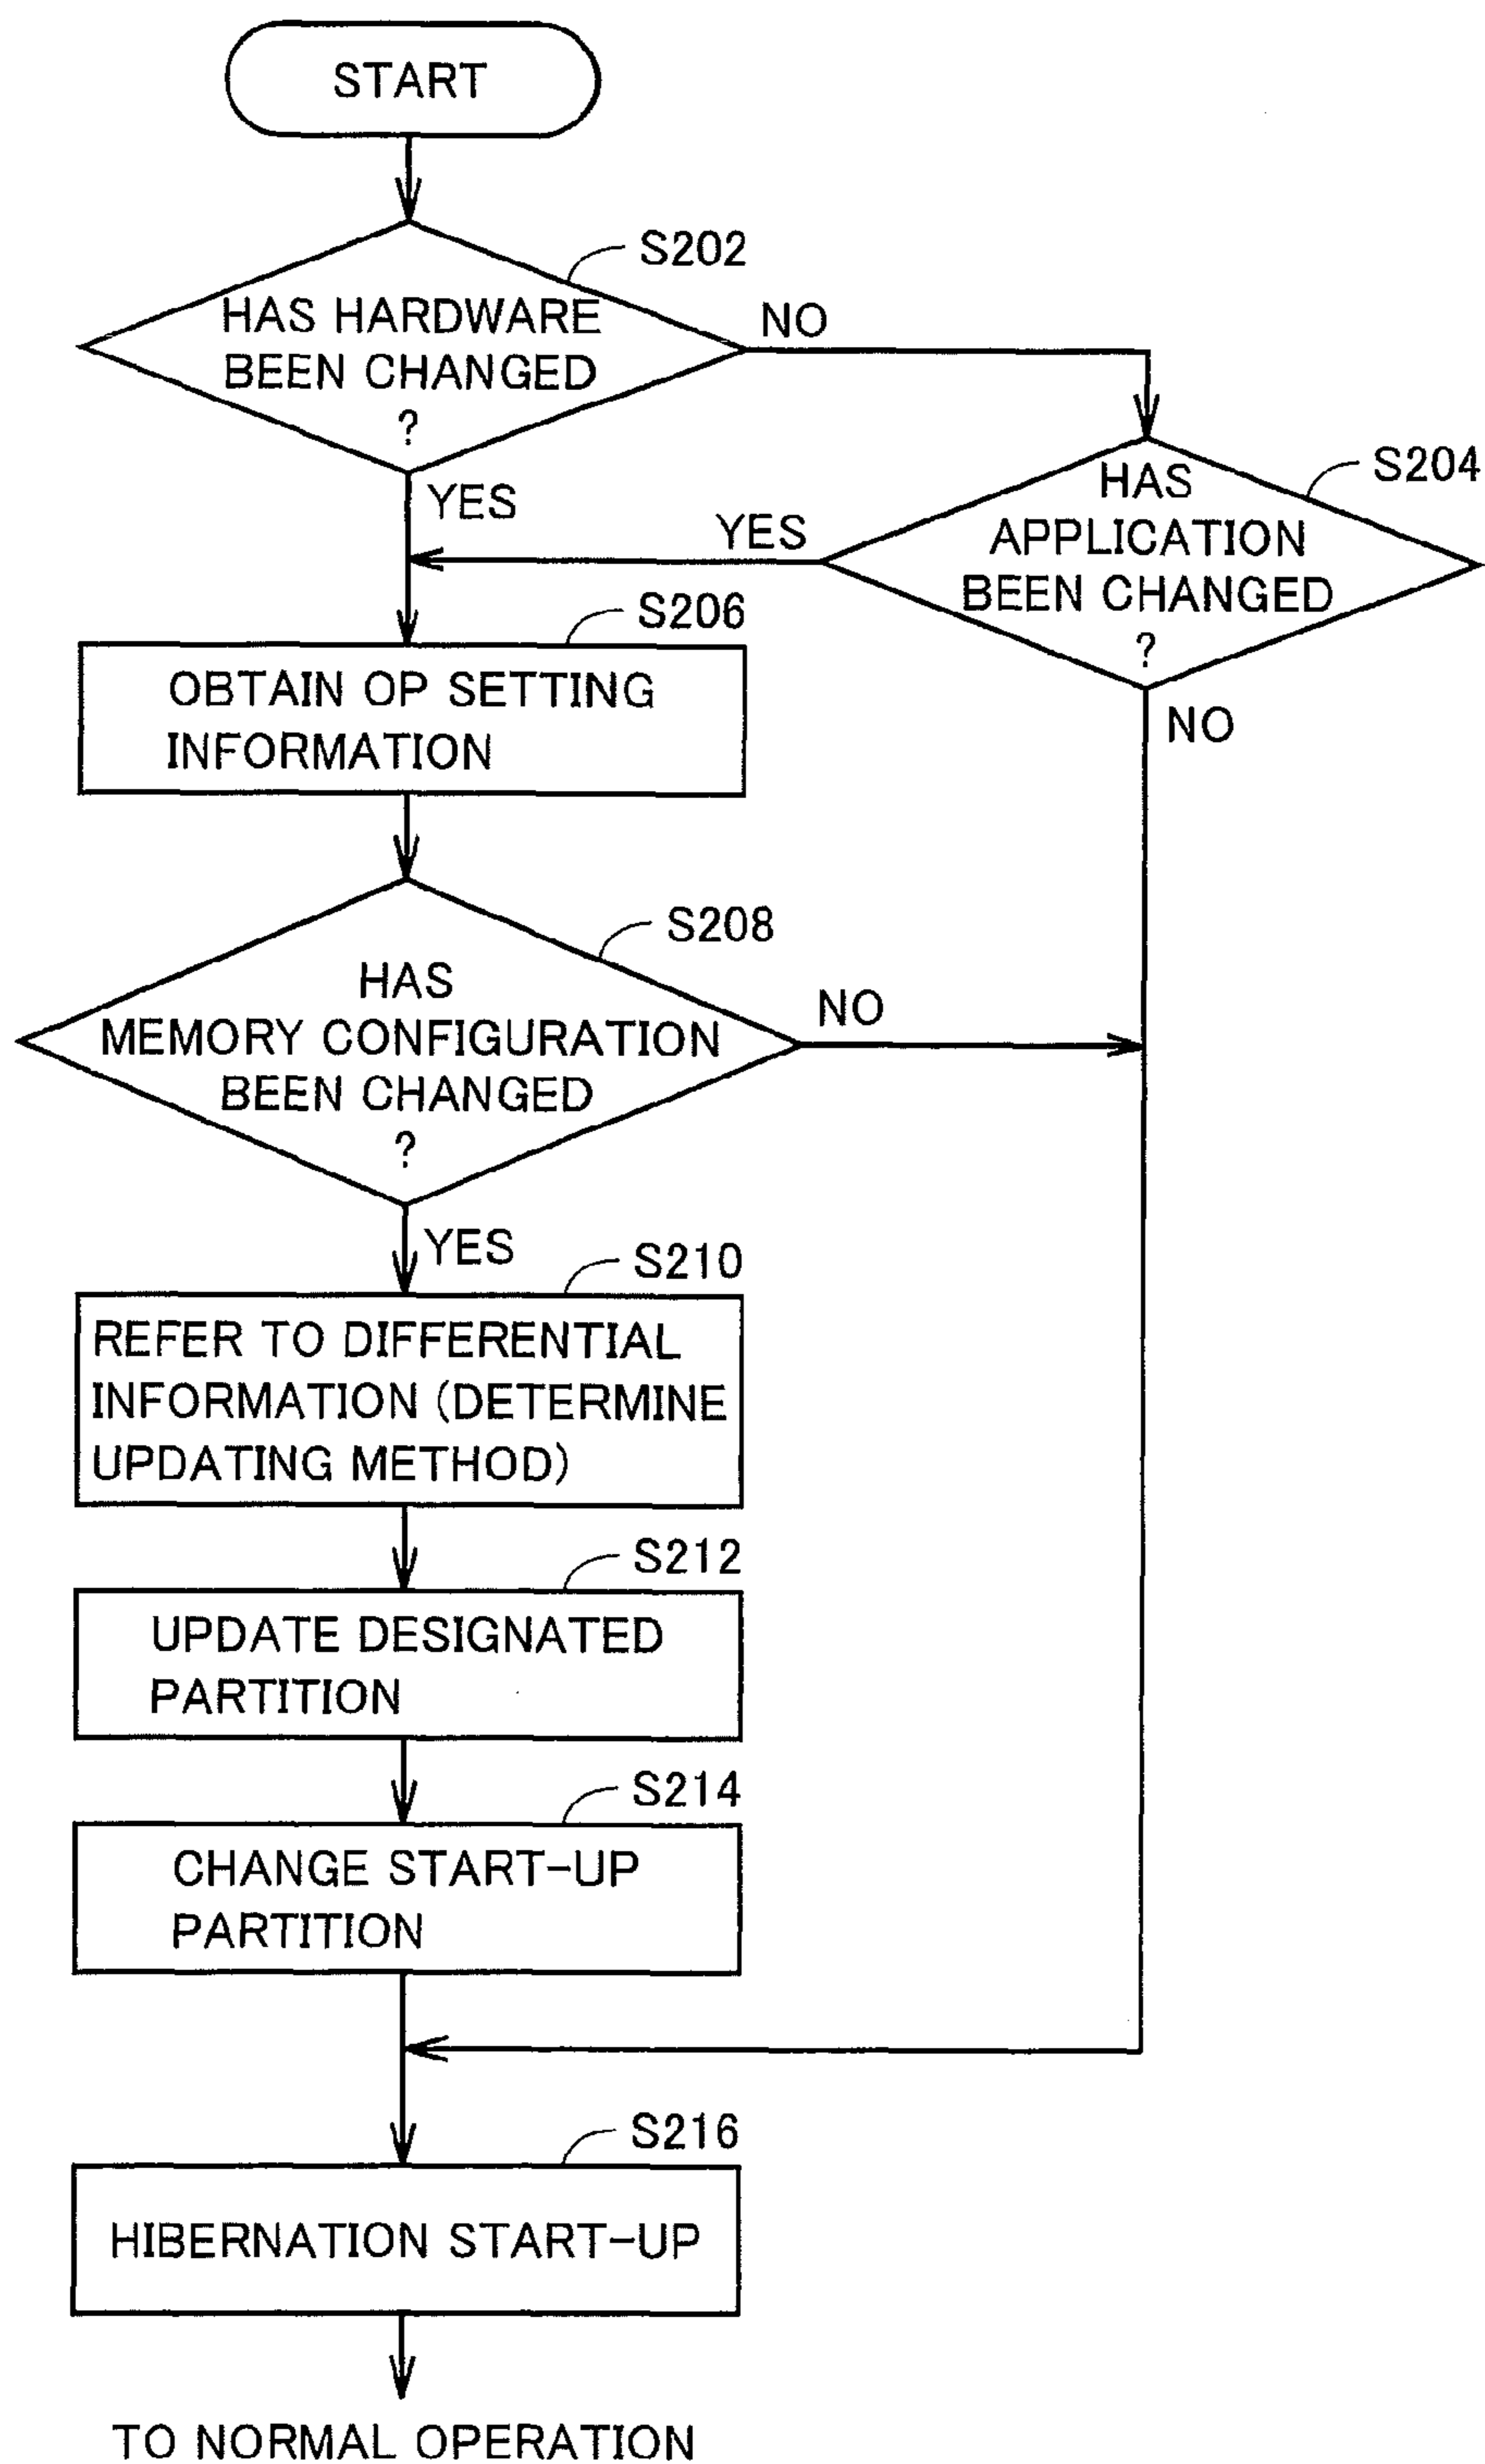 START
S202
HAS HARDWARE
BEEN CHANGED
?
NO
YES
S204
HAS
APPLICATION
BEEN CHANGED
?
YES
NO
S206
OBTAIN OP SETTING
INFORMATION
S208
HAS
MEMORY CONFIGURATION
BEEN CHANGED
?
NO
YES
S210
REFER TO DIFFERENTIAL
INFORMATION (DETERMINE
UPDATING METHOD)
S212
UPDATE DESIGNATED
PARTITION
S214
CHANGE START-UP
PARTITION
S216
HIBERNATION START-UP
TO NORMAL OPERATION